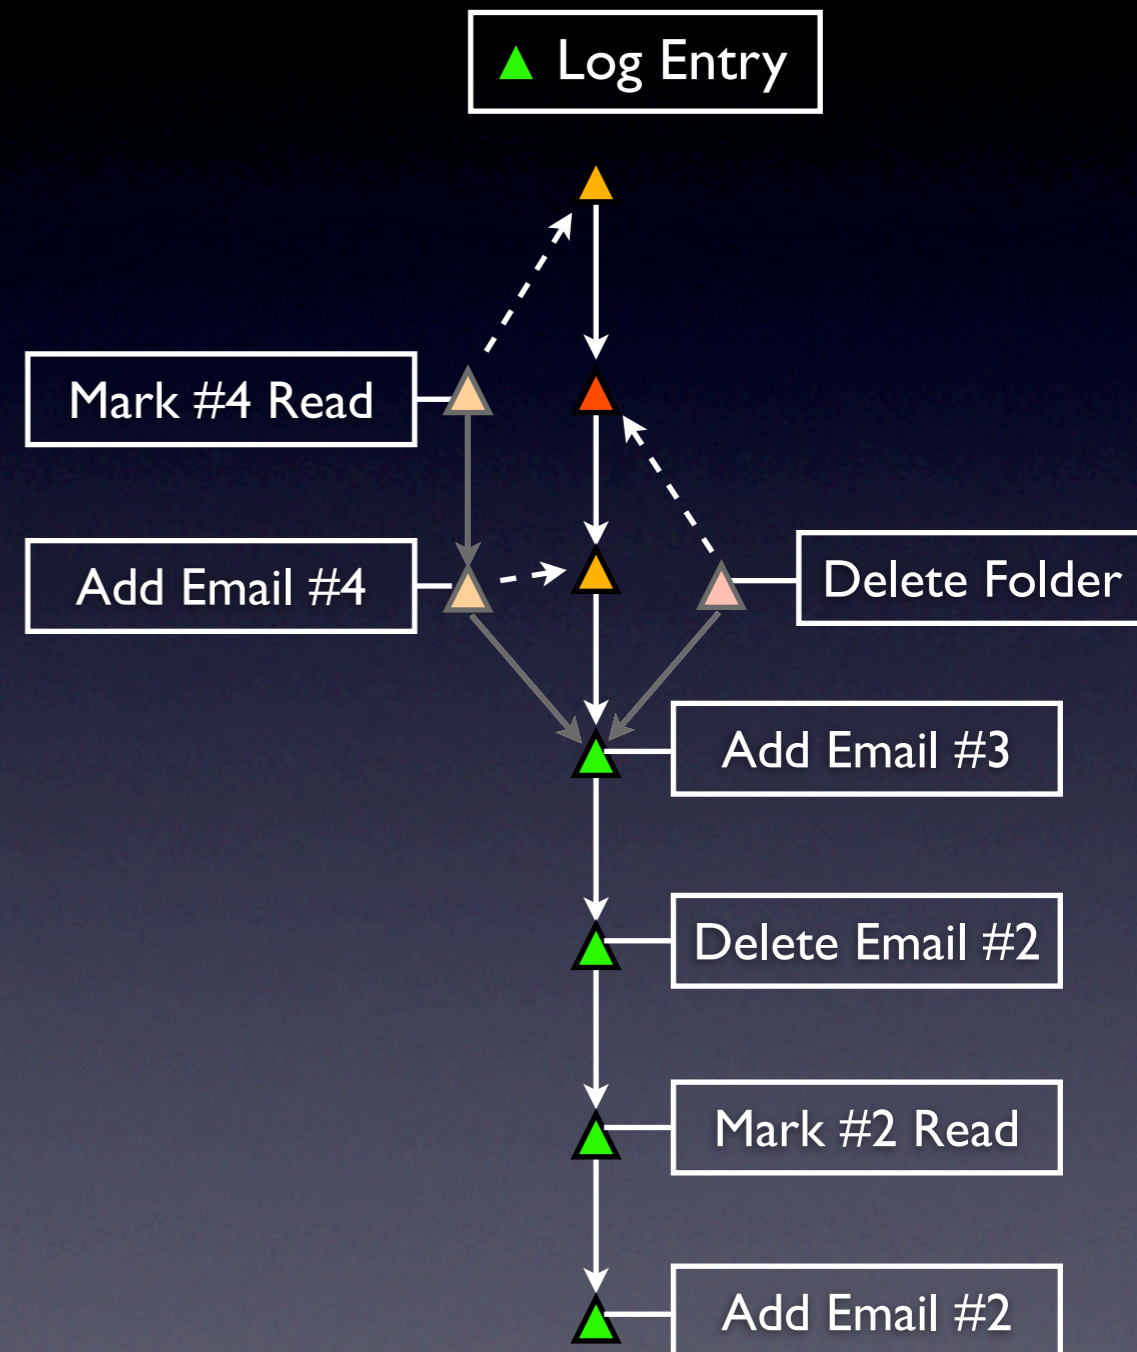 Log Entry
Mark #4 Read
Add Email #4
Delete Folder
Add Email #3
Delete Email #2
Mark #2 Read
Add Email #2